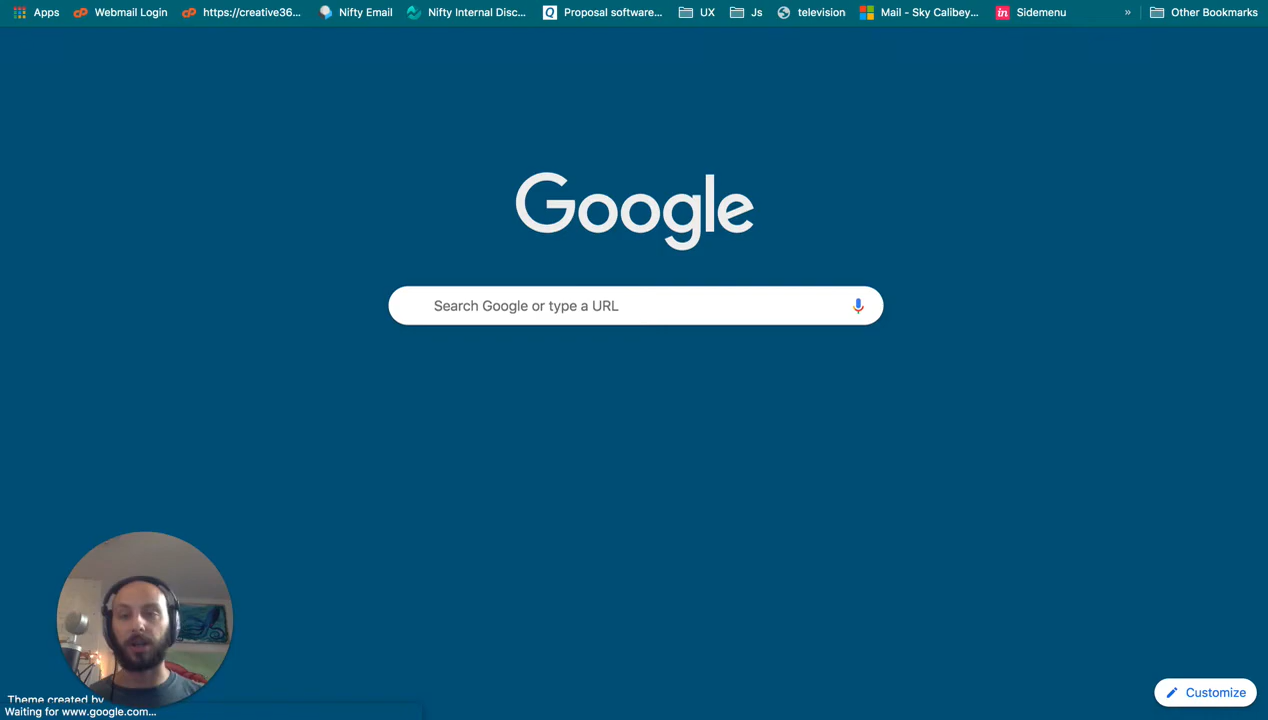 Apps Webmail Login https://creative36... Nifty Email Nifty Internal Disc... Proposal software... UX Js television Mail - Sky Calibey... Sidemenu » Other Bookmarks
Google
Search Google or type a URL
Customize
Theme created by
Waiting for www.google.com...